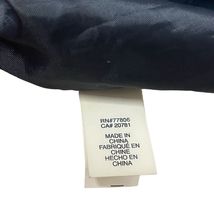 RN#77806
CA# 20781
MADE IN
CHINA
FABRIQUÉ EN
CHINE
HECHO EN
CHINA